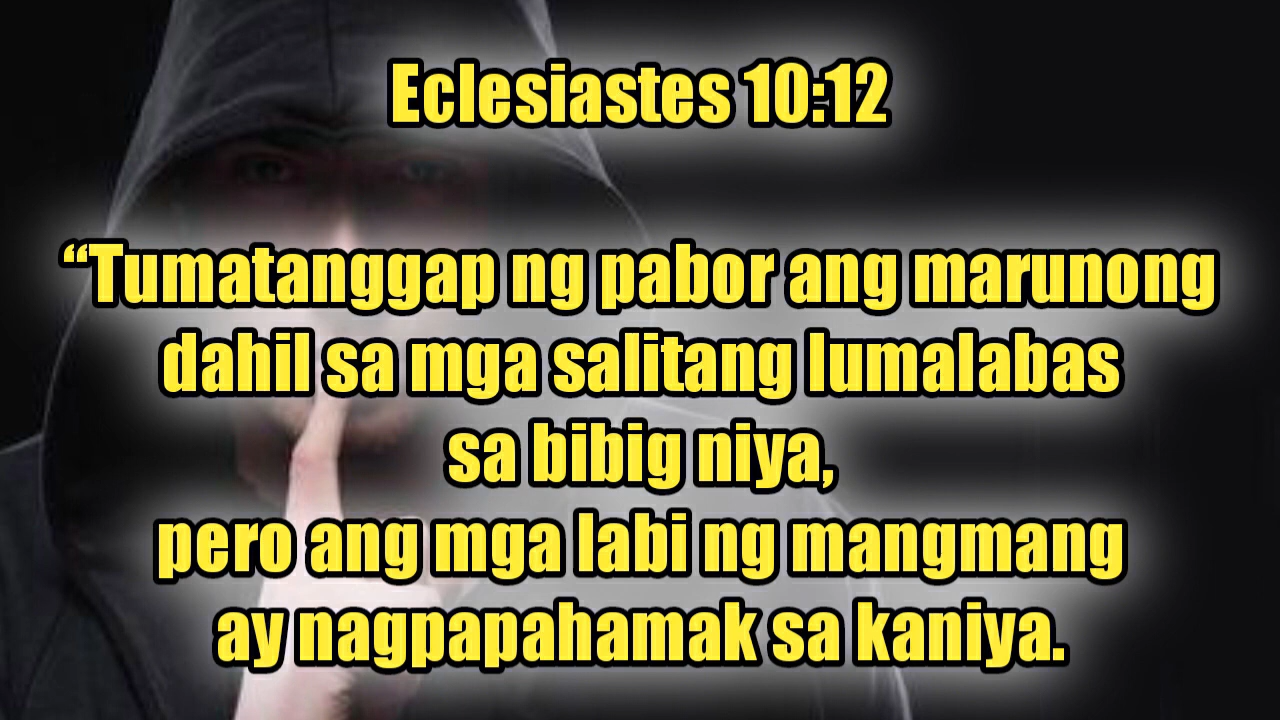 Eclesiastes 10:12
“Tumatanggap ng pabor ang marunong
dahil sa mga salitang lumalabas
sa bibig niya,
pero ang mga labi ng mangmang
ay nagpapahamak sa kaniya.